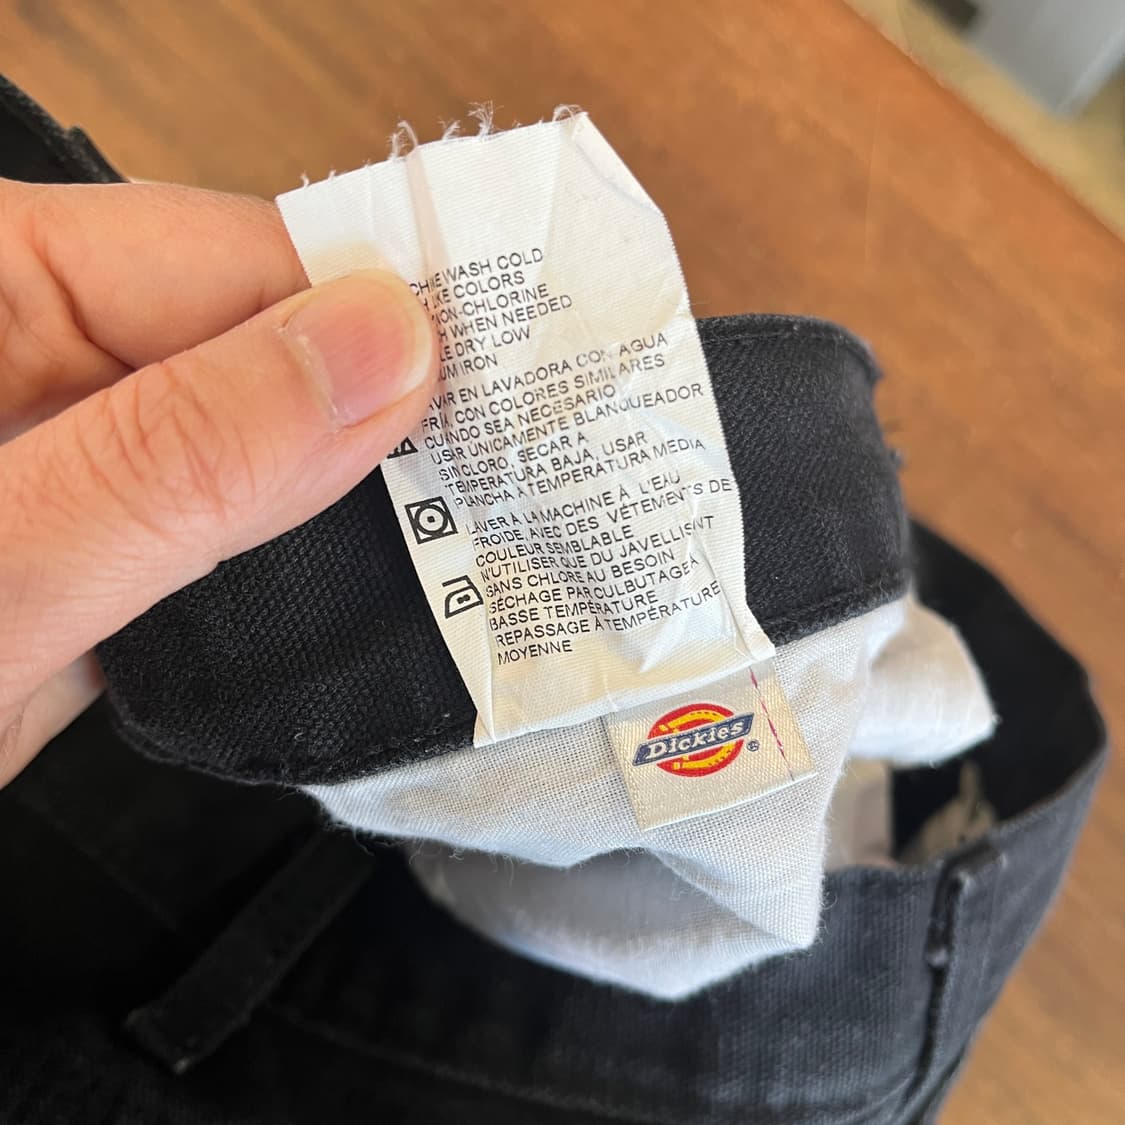 WASH COLD
COLORS
NON-CHLORINE
WHEN NEEDED
DRY LOW
IRON
EN LAVADORA CON AGUA
FRÍA, CON COLORES SIMILARES
CUANDO SEA NECESARIO
USAR ÚNICAMENTE BLANQUEADOR
SIN CLORO, SECAR A
TEMPERATURA BAJA, USAR
PLANCHA A TEMPERATURA MEDIA
LAVER À LA MACHINE À L'EAU
FROIDE, AVEC DES VÊTEMENTS DE
COULEUR SEMBLABLE
N'UTILISER QUE DU JAVELLISANT
SANS CHLORE AU BESOIN
SÉCHAGE PAR CULBUTAGE À
BASSE TEMPÉRATURE
REPASSAGE À TEMPÉRATURE
MOYENNE
Dickies®